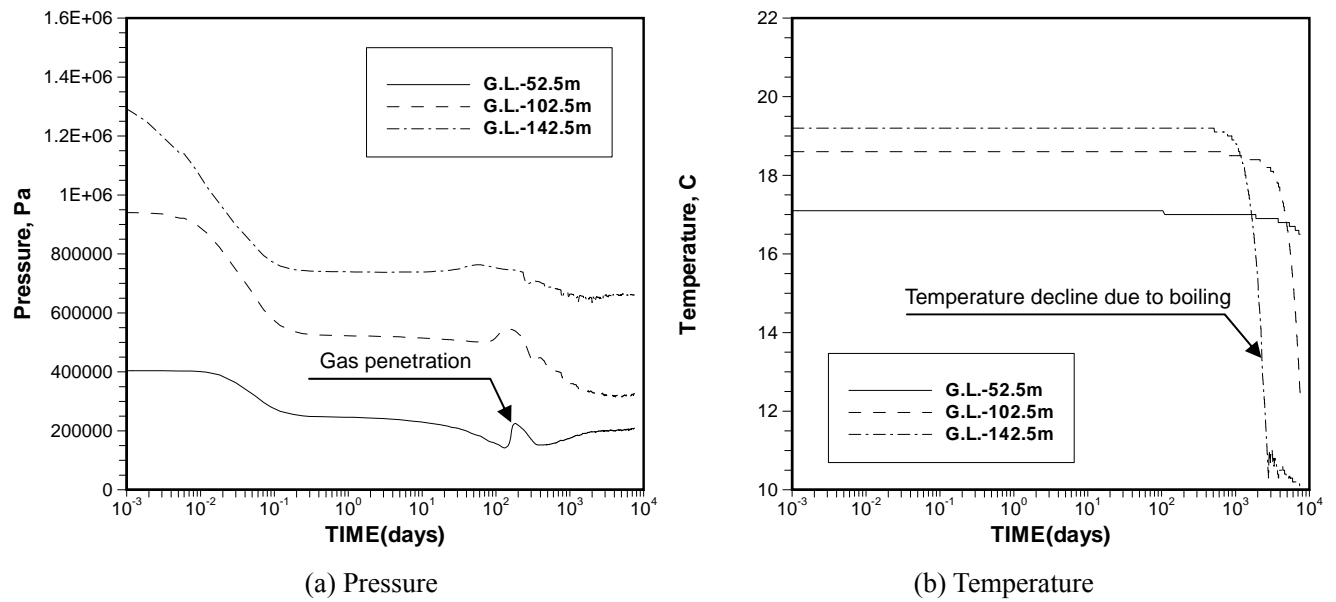 1.6E+06
1.4E+06
1.2E+06
1E+06
800000
600000
400000
200000
0
Pressure, Pa
G.L.-52.5m
G.L.-102.5m
G.L.-142.5m
Gas penetration
10-3 10-2 10-1 100 101 102 103 104
TIME(days)
(a) Pressure
22
20
18
16
14
12
10
Temperature, C
Temperature decline due to boiling
G.L.-52.5m
G.L.-102.5m
G.L.-142.5m
10-3 10-2 10-1 100 101 102 103 104
TIME(days)
(b) Temperature